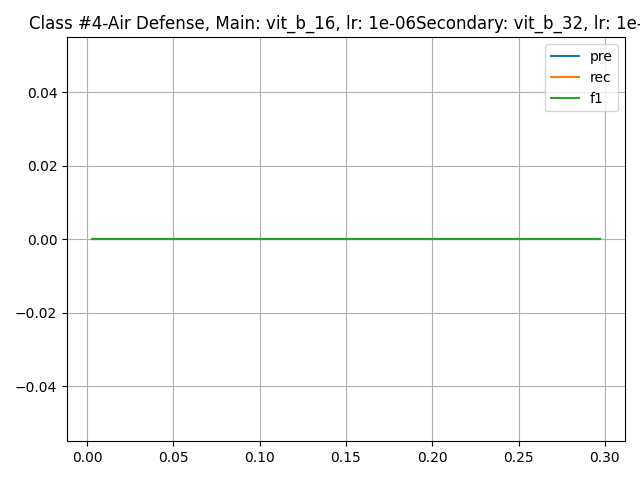 Class #4-Air Defense, Main: vit_b_16, lr: 1e-06Secondary: vit_b_32, lr: 1e-
pre
rec
f1
0.04
0.02
0.00
−0.02
−0.04
0.00 0.05 0.10 0.15 0.20 0.25 0.30